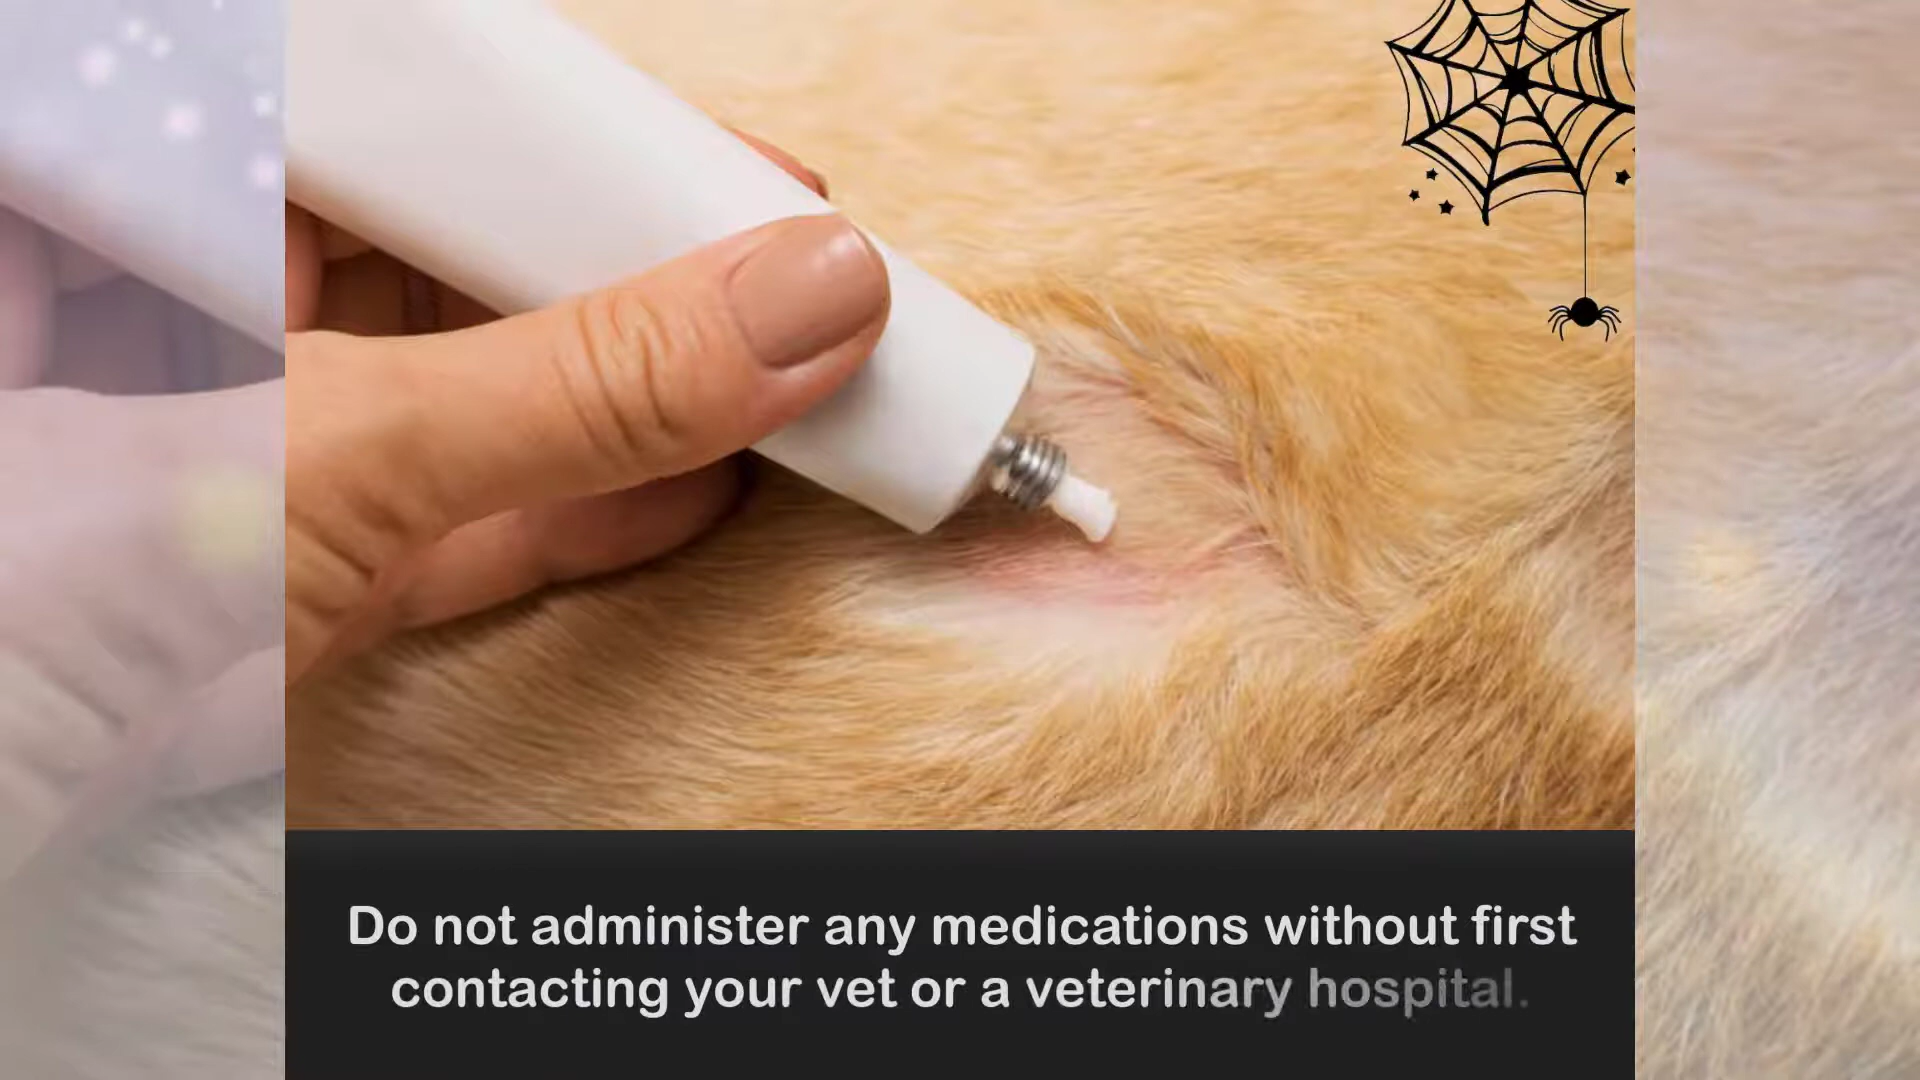 Do not administer any medications without first
contacting your vet or a veterinary hospital.